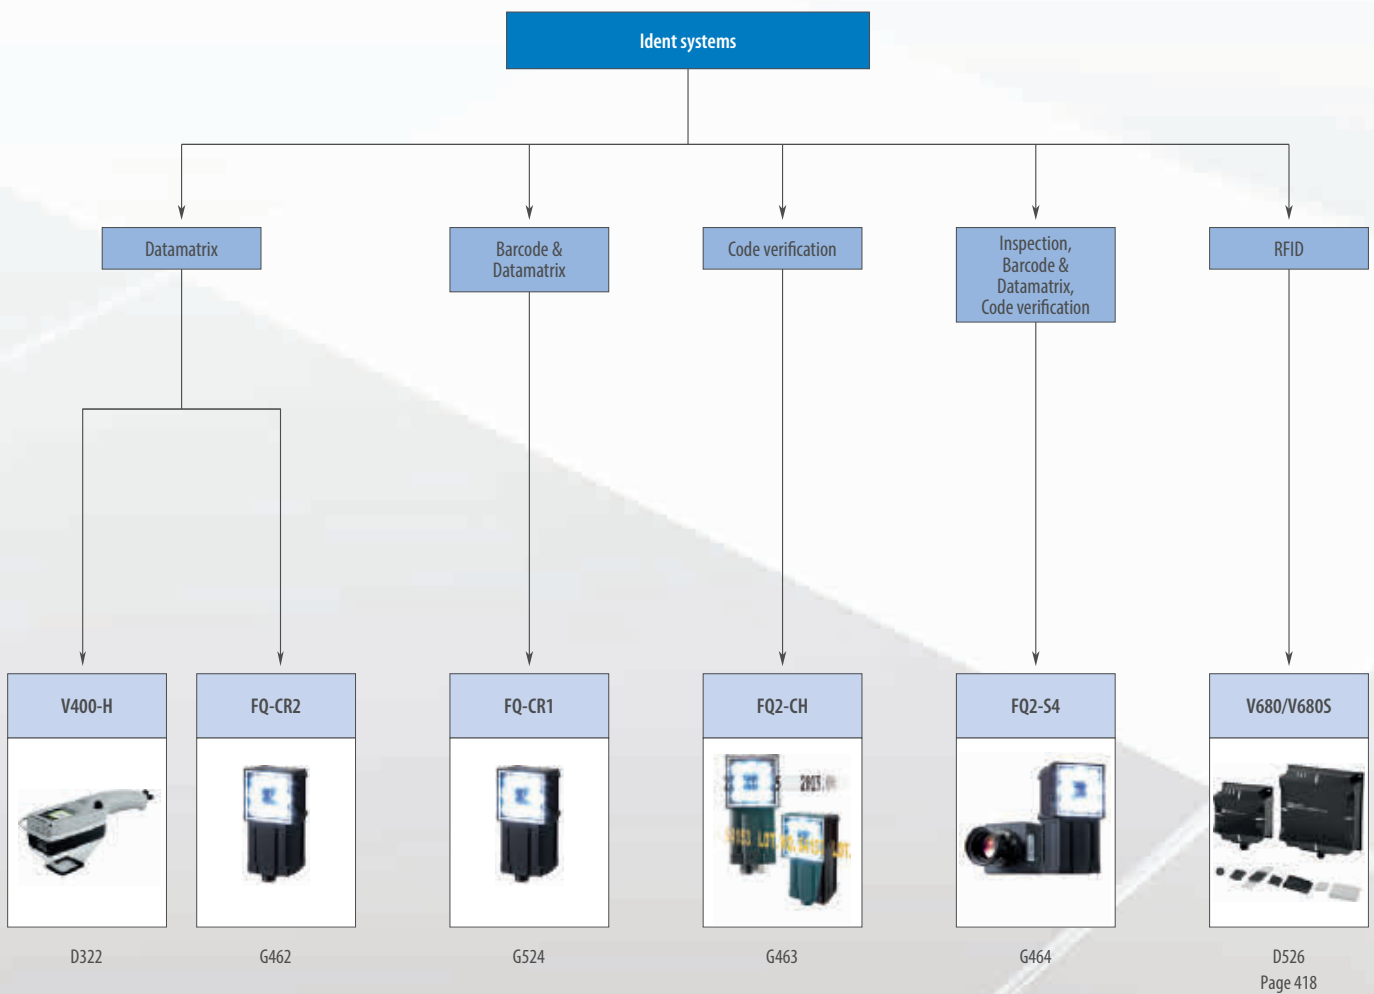 Ident systems
Datamatrix
Barcode &
Datamatrix
Code verification
Inspection,
Barcode &
Datamatrix,
Code verification
RFID
V400-H
FQ-CR2
FQ-CR1
FQ2-CH
FQ2-S4
V680/V680S
D322
G462
G524
G463
G464
D526
Page 418